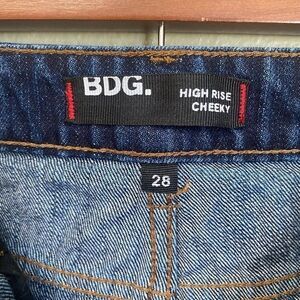 BDG.
HIGH RISE
CHEEKY
28